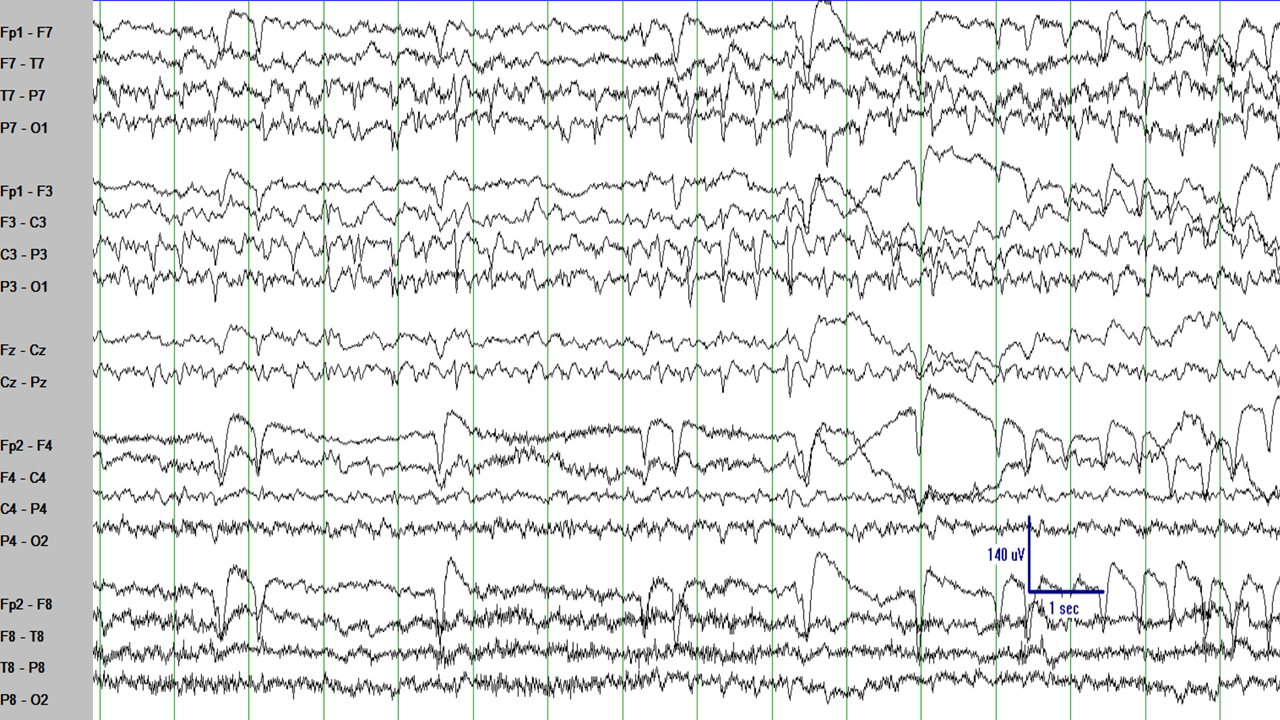 Fp1 - F7
F7 - T7
T7 - P7
P7 - O1
Fp1 - F3
F3 - C3
C3 - P3
P3 - O1
Fz - Cz
Cz - Pz
Fp2 - F4
F4 - C4
C4 - P4
P4 - O2
140 uV
1 sec
Fp2 - F8
F8 - T8
T8 - P8
P8 - O2